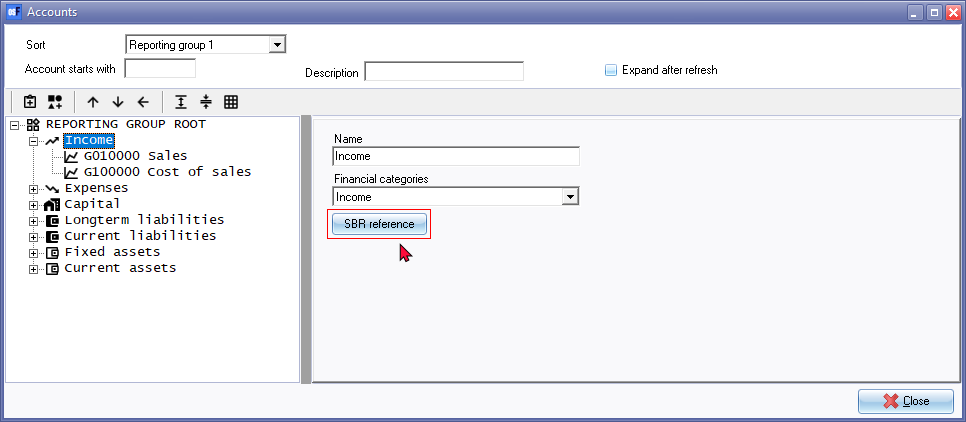 Accounts
Sort
Reporting group 1
Account starts with
Description
Expand after refresh
REPORTING GROUP ROOT
Income
G010000 Sales
G100000 Cost of sales
Expenses
Capital
Longterm liabilities
Current liabilities
Fixed assets
Current assets
Name
Income
Financial categories
Income
SBR reference
Close